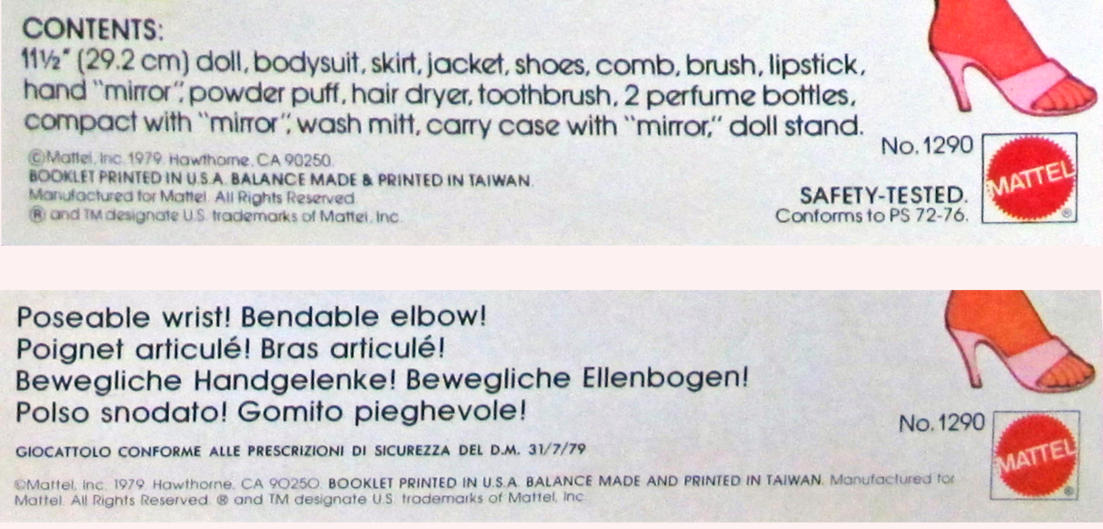 CONTENTS:
11½" (29.2 cm) doll, bodysuit, skirt, jacket, shoes, comb, brush, lipstick,
hand "mirror", powder puff, hair dryer, toothbrush, 2 perfume bottles,
compact with "mirror", wash mitt, carry case with "mirror," doll stand.
©Mattel, Inc. 1979. Hawthorne, CA 90250.
BOOKLET PRINTED IN U.S.A. BALANCE MADE & PRINTED IN TAIWAN.
Manufactured for Mattel. All Rights Reserved.
® and TM designate U.S. trademarks of Mattel, Inc.
No. 1290
SAFETY-TESTED.
Conforms to PS 72-76.
MATTEL
®
Poseable wrist! Bendable elbow!
Poignet articulé! Bras articulé!
Bewegliche Handgelenke! Bewegliche Ellenbogen!
Polso snodato! Gomito pieghevole!
GIOCATTOLO CONFORME ALLE PRESCRIZIONI DI SICUREZZA DEL D.M. 31/7/79
©Mattel, Inc. 1979. Hawthorne, CA 90250. BOOKLET PRINTED IN U.S.A. BALANCE MADE AND PRINTED IN TAIWAN. Manufactured for
Mattel. All Rights Reserved. ® and TM designate U.S. trademarks of Mattel, Inc.
No. 1290
MATTEL
®